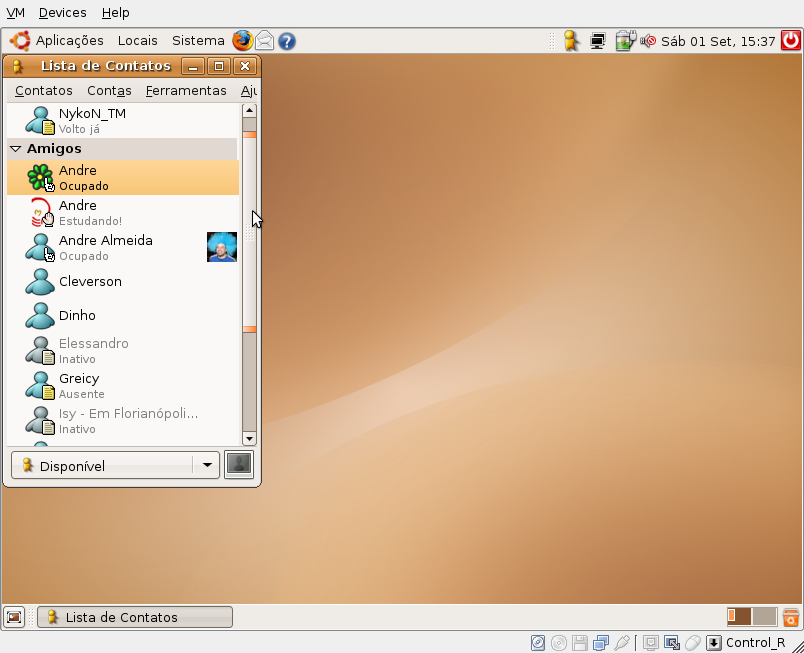 VM Devices Help
Aplicações Locais Sistema Sáb 01 Set, 15:37
Lista de Contatos
Contatos Contas Ferramentas Aju
NykoN_TM
Volto já
Amigos
Andre
Ocupado
Andre
Estudando!
Andre Almeida
Ocupado
Cleverson
Dinho
Elessandro
Inativo
Greicy
Ausente
Isy - Em Florianópoli...
Inativo
Disponível
Lista de Contatos
Control_R